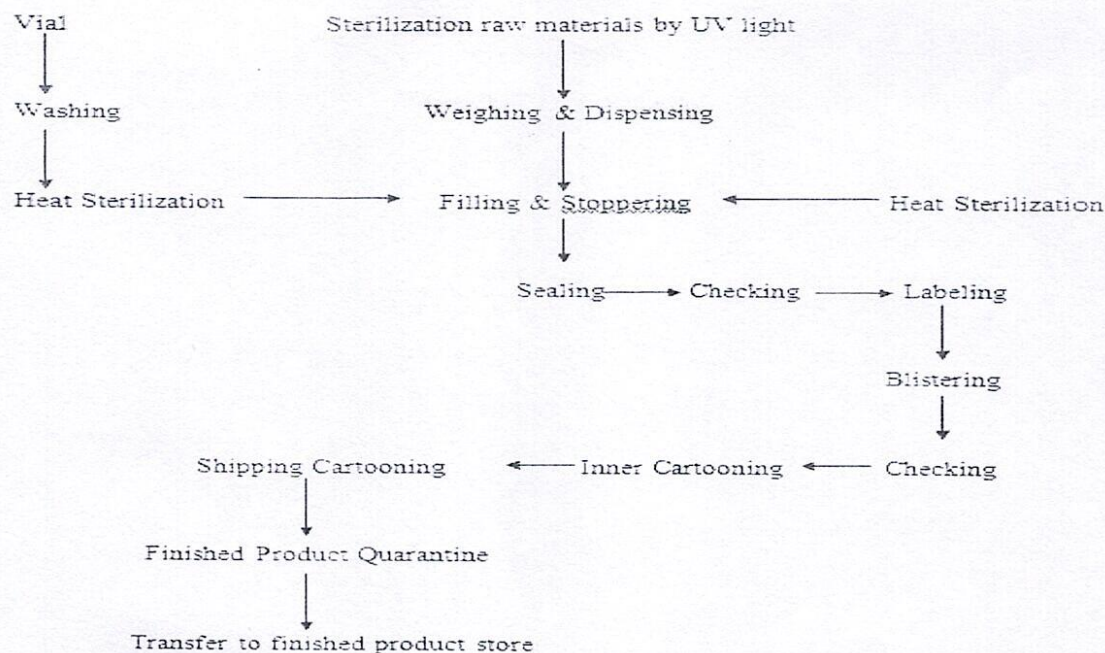 Vial
Sterilization raw materials by UV light
Washing
Weighing & Dispensing
Heat Sterilization
Filling & Stoppering
Heat Sterilization
Sealing
Checking
Labeling
Blistering
Shipping Cartooning
Inner Cartooning
Checking
Finished Product Quarantine
Transfer to finished product store